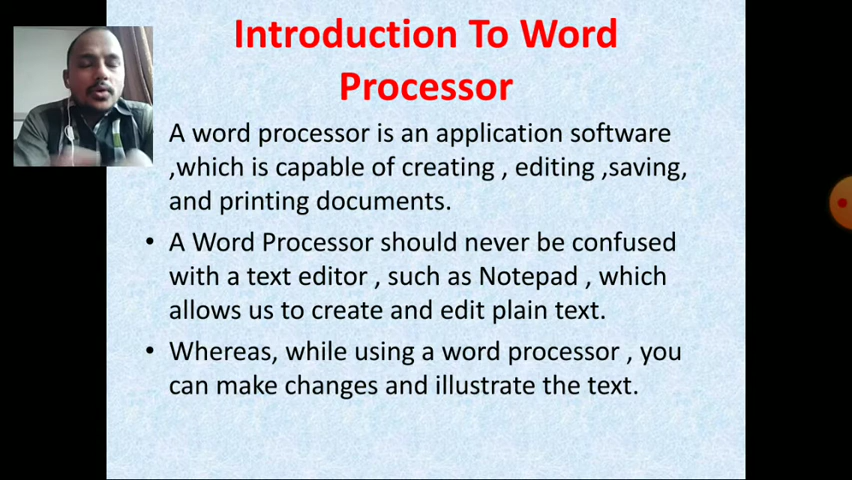 Introduction To Word
Processor
A word processor is an application software
,which is capable of creating , editing ,saving,
and printing documents.
• A Word Processor should never be confused
with a text editor , such as Notepad , which
allows us to create and edit plain text.
• Whereas, while using a word processor , you
can make changes and illustrate the text.